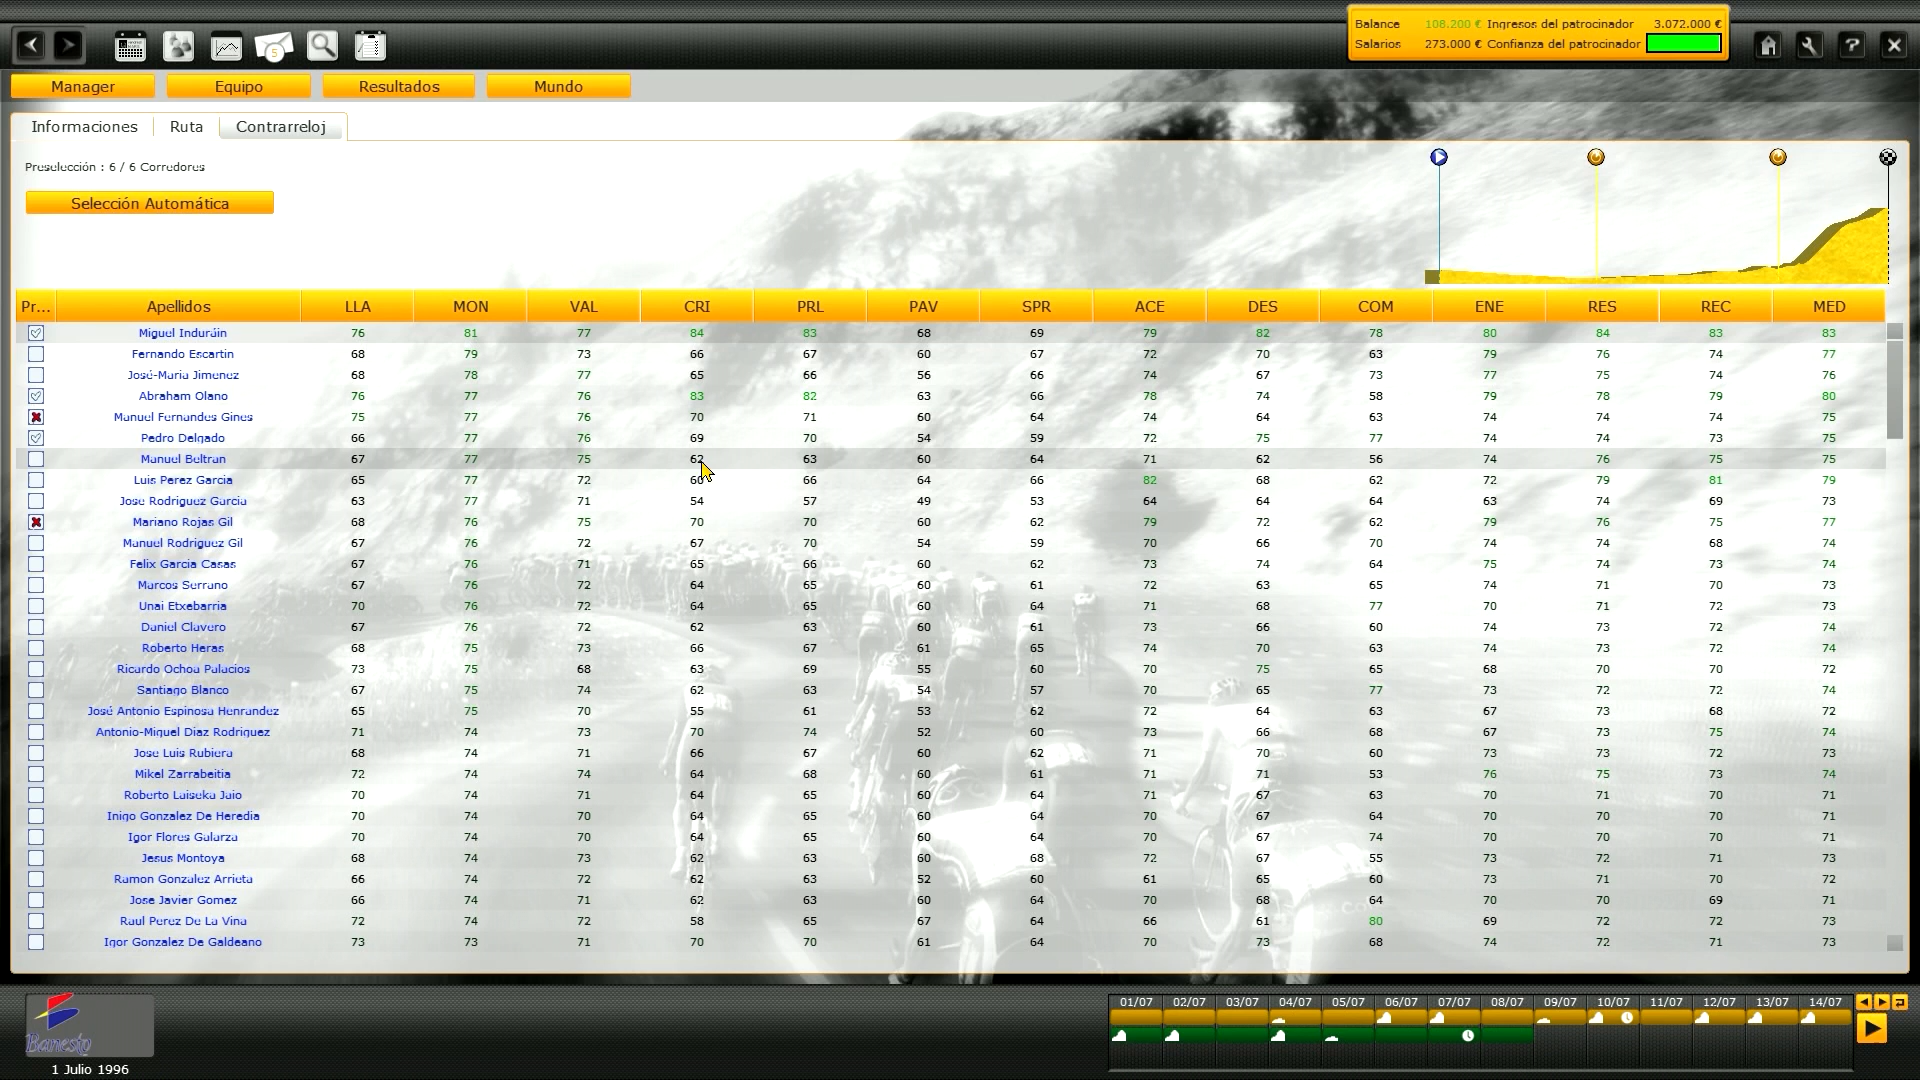 Balance 108.200 € Ingresos del patrocinador 3.072.000 €
Salarios 273.000 € Confianza del patrocinador
5
Manager Equipo Resultados Mundo
Informaciones Ruta Contrarreloj
Preselección : 6 / 6 Corredores
Selección Automática
Pr... Apellidos LLA MON VAL CRI PRL PAV SPR ACE DES COM ENE RES REC MED
Miguel Induráin 76 81 77 84 83 68 69 79 82 78 80 84 83 83
Fernando Escartin 68 79 73 66 67 60 67 72 70 63 79 76 74 77
José-Maria Jimenez 68 78 77 65 66 56 66 74 67 73 77 75 74 76
Abraham Olano 76 77 76 83 82 63 66 78 74 58 79 78 79 80
Manuel Fernandes Gines 75 77 76 70 71 60 64 74 64 63 74 74 74 75
Pedro Delgado 66 77 76 69 70 54 59 72 75 77 74 74 73 75
Manuel Beltran 67 77 75 62 63 60 64 71 62 56 74 76 75 75
Luis Perez Garcia 65 77 72 60 66 64 66 82 68 62 72 79 81 79
Jose Rodriguez Garcia 63 77 71 54 57 49 53 64 64 64 63 74 69 73
Mariano Rojas Gil 68 76 75 70 70 60 62 79 72 62 79 76 75 77
Manuel Rodriguez Gil 67 76 72 67 70 54 59 70 66 70 74 74 68 74
Felix Garcia Casas 67 76 71 65 66 60 62 73 74 64 75 74 73 74
Marcos Serrano 67 76 72 64 65 60 61 72 63 65 74 71 70 73
Unai Etxebarria 70 76 72 64 65 60 64 71 68 77 70 71 72 73
Daniel Clavero 67 76 72 62 63 60 61 73 66 60 74 73 72 74
Roberto Heras 68 75 73 66 67 61 65 74 70 63 74 73 72 74
Ricardo Ochoa Palacios 73 75 68 63 69 55 60 70 75 65 68 70 70 72
Santiago Blanco 67 75 74 62 63 54 57 70 65 77 73 72 72 74
José Antonio Espinosa Henrandez 65 75 70 55 61 53 62 72 64 63 67 73 68 72
Antonio-Miguel Diaz Rodriguez 71 74 73 70 74 52 60 73 66 68 67 73 75 74
Jose Luis Rubiera 68 74 71 66 67 60 62 71 70 60 73 73 72 73
Mikel Zarrabeitia 72 74 74 64 68 60 61 71 71 53 76 75 73 74
Roberto Laiseka Jaio 70 74 71 64 65 60 64 71 67 63 70 71 70 71
Inigo Gonzalez De Heredia 70 74 70 64 65 60 64 70 67 64 70 70 70 71
Igor Flores Galarza 70 74 70 64 65 60 64 70 67 74 70 70 70 71
Jesus Montoya 68 74 73 62 63 60 68 72 67 55 73 72 71 73
Ramon Gonzalez Arrieta 66 74 72 62 63 52 60 61 65 60 73 71 70 72
Jose Javier Gomez 66 74 71 62 63 60 64 70 68 64 70 70 69 71
Raul Perez De La Vina 72 74 72 58 65 67 64 66 61 80 69 72 72 73
Igor Gonzalez De Galdeano 73 73 71 70 70 61 64 70 73 68 74 72 71 73
Banesto
1 Julio 1996
01/07 02/07 03/07 04/07 05/07 06/07 07/07 08/07 09/07 10/07 11/07 12/07 13/07 14/07